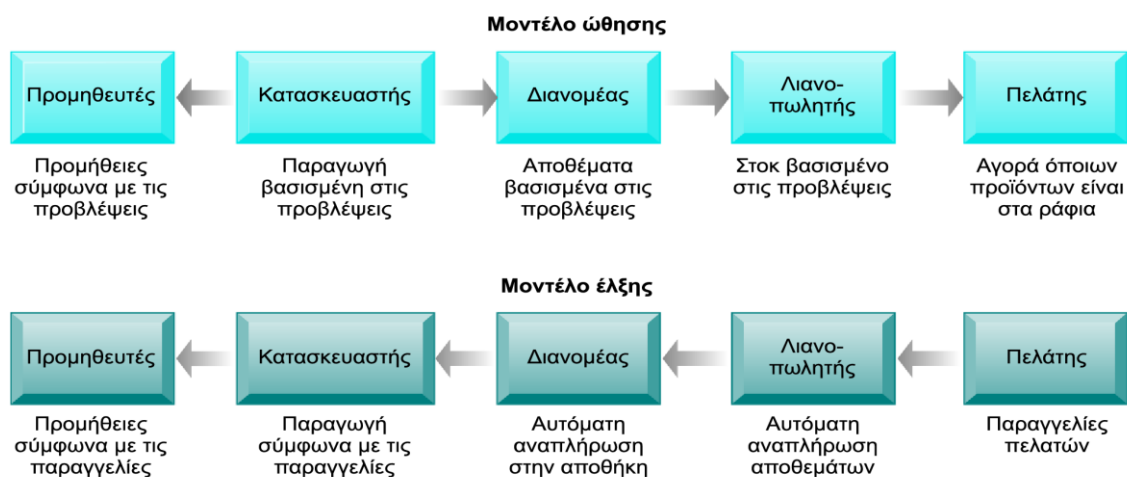 Μοντέλο ώθησης
Προμηθευτές
Κατασκευαστής
Διανομέας
Λιανο-
πωλητής
Πελάτης
Προμήθειες
σύμφωνα με τις
προβλέψεις
Παραγωγή
βασισμένη στις
προβλέψεις
Αποθέματα
βασισμένα στις
προβλέψεις
Στοκ βασισμένο
στις προβλέψεις
Αγορά όποιων
προϊόντων είναι
στα ράφια
Μοντέλο έλξης
Προμηθευτές
Κατασκευαστής
Διανομέας
Λιανο-
πωλητής
Πελάτης
Προμήθειες
σύμφωνα με τις
παραγγελίες
Παραγωγή
σύμφωνα με τις
παραγγελίες
Αυτόματη
αναπλήρωση
στην αποθήκη
Αυτόματη
αναπλήρωση
αποθεμάτων
Παραγγελίες
πελατών